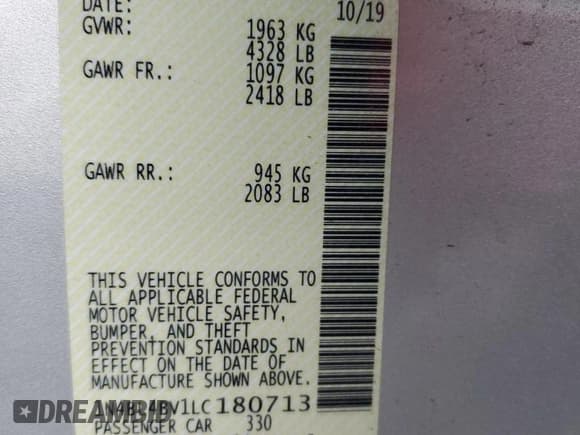 DATE: 10/19
GVWR: 1963 KG
4328 LB
GAWR FR.: 1097 KG
2418 LB
GAWR RR.: 945 KG
2083 LB
THIS VEHICLE CONFORMS TO
ALL APPLICABLE FEDERAL
MOTOR VEHICLE SAFETY,
BUMPER, AND THEFT
PREVENTION STANDARDS IN
EFFECT ON THE DATE OF
MANUFACTURE SHOWN ABOVE.
1N4BL4BV1LC180713
PASSENGER CAR 330
DREAMBID